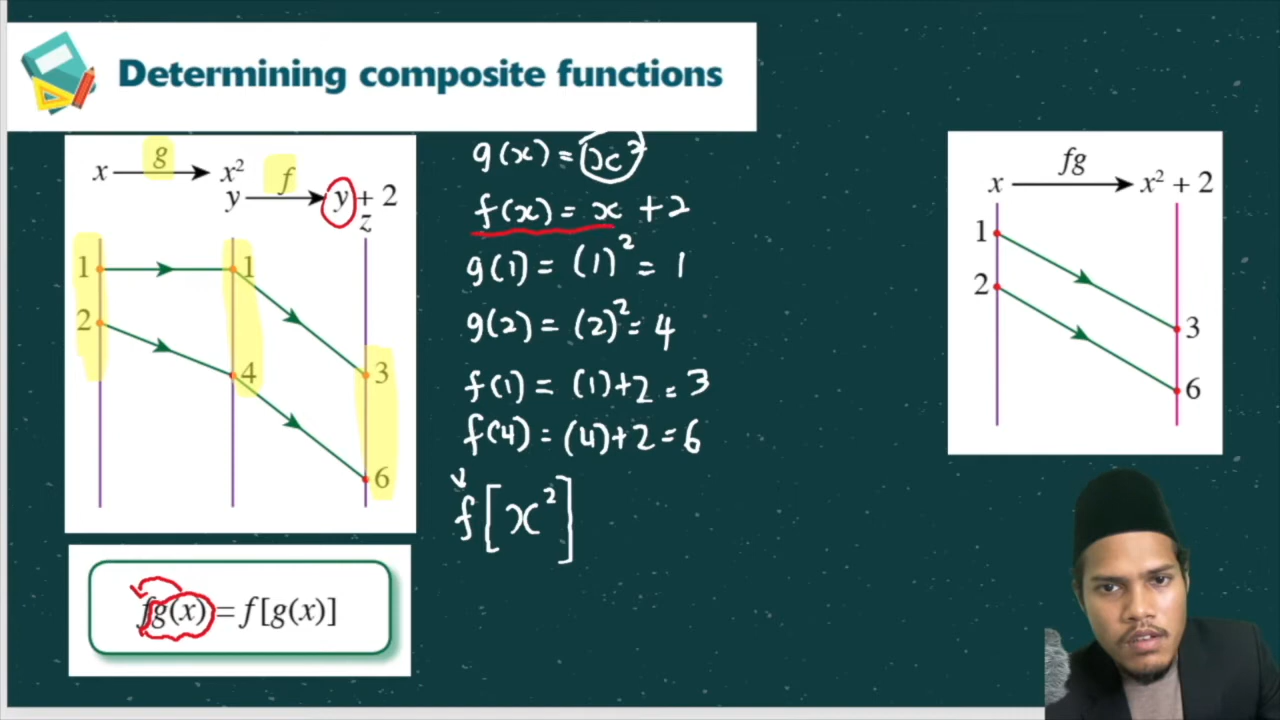 Determining composite functions
x g x²
y f y + 2
z
1 1
2
4 3
6
fg(x) = f[g(x)]
g(x) = x²
f(x) = x + 2
g(1) = (1)² = 1
g(2) = (2)² = 4
f(1) = (1)+2 = 3
f(4) = (4)+2 = 6
f[x²]
fg
x x² + 2
1
2
3
6